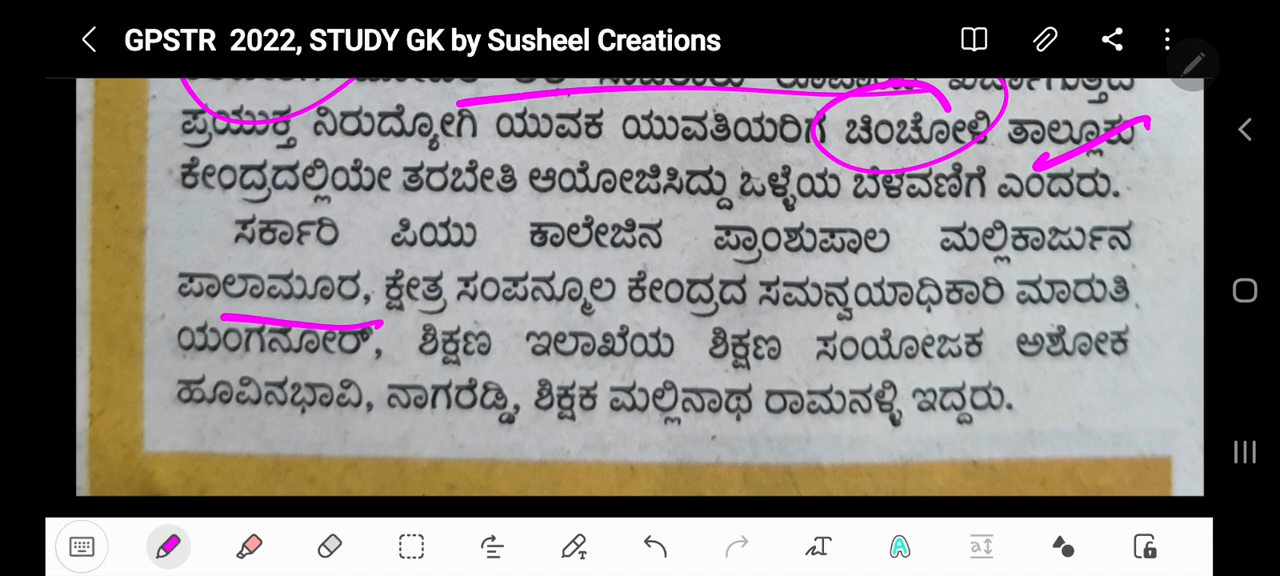 GPSTR 2022, STUDY GK by Susheel Creations
ಪ್ರಯುಕ್ತ ನಿರುದ್ಯೋಗಿ ಯುವಕ ಯುವತಿಯರಿಗೆ ಚಿಂಚೋಳಿ ತಾಲ್ಲೂಕು
ಕೇಂದ್ರದಲ್ಲಿಯೇ ತರಬೇತಿ ಆಯೋಜಿಸಿದ್ದು ಒಳ್ಳೆಯ ಬೆಳವಣಿಗೆ ಎಂದರು.
ಸರ್ಕಾರಿ ಪಿಯು ಕಾಲೇಜಿನ ಪ್ರಾಂಶುಪಾಲ ಮಲ್ಲಿಕಾರ್ಜುನ
ಪಾಲಾಮೂರ, ಕ್ಷೇತ್ರ ಸಂಪನ್ಮೂಲ ಕೇಂದ್ರದ ಸಮನ್ವಯಾಧಿಕಾರಿ ಮಾರುತಿ
ಯಂಗನೋರ್, ಶಿಕ್ಷಣ ಇಲಾಖೆಯ ಶಿಕ್ಷಣ ಸಂಯೋಜಕ ಅಶೋಕ
ಹೂವಿನಭಾವಿ, ನಾಗರೆಡ್ಡಿ, ಶಿಕ್ಷಕ ಮಲ್ಲಿನಾಥ ರಾಮನಳ್ಳಿ ಇದ್ದರು.